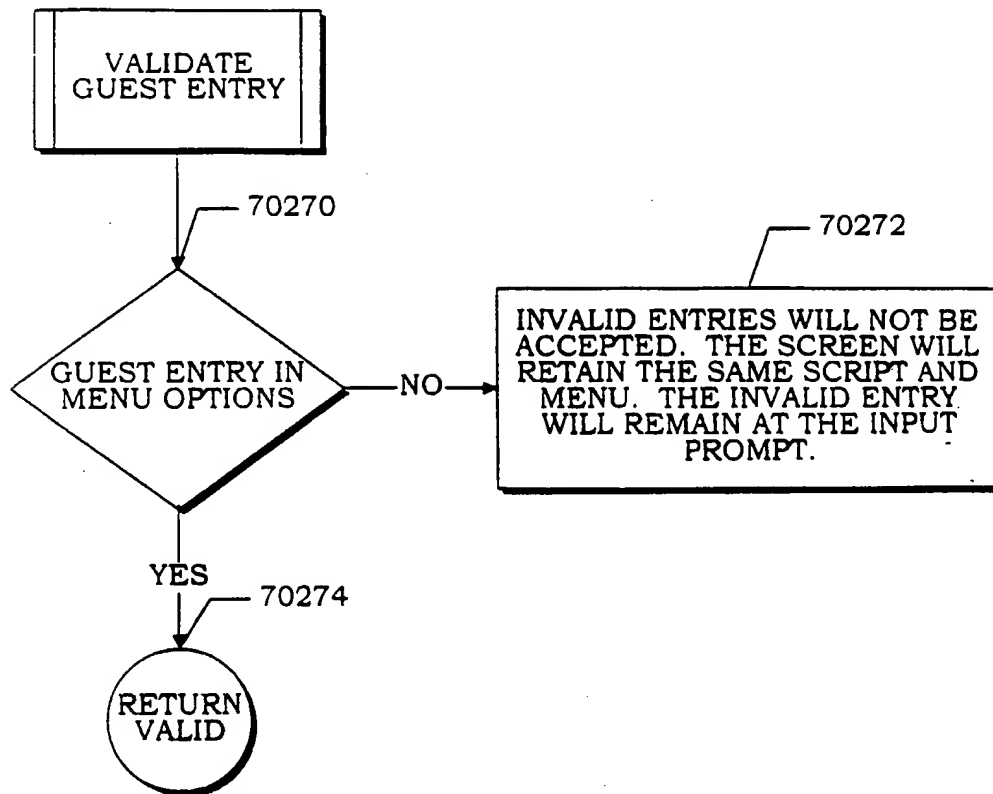 VALIDATE
GUEST ENTRY
70270
70272
GUEST ENTRY IN
MENU OPTIONS
NO
INVALID ENTRIES WILL NOT BE
ACCEPTED. THE SCREEN WILL
RETAIN THE SAME SCRIPT AND
MENU. THE INVALID ENTRY
WILL REMAIN AT THE INPUT
PROMPT.
YES
70274
RETURN
VALID